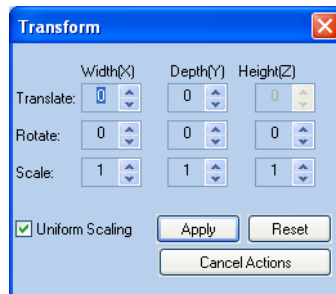 Transform
Width(X) Depth(Y) Height(Z)
Translate: 0 0 0
Rotate: 0 0 0
Scale: 1 1 1
Uniform Scaling Apply Reset
Cancel Actions